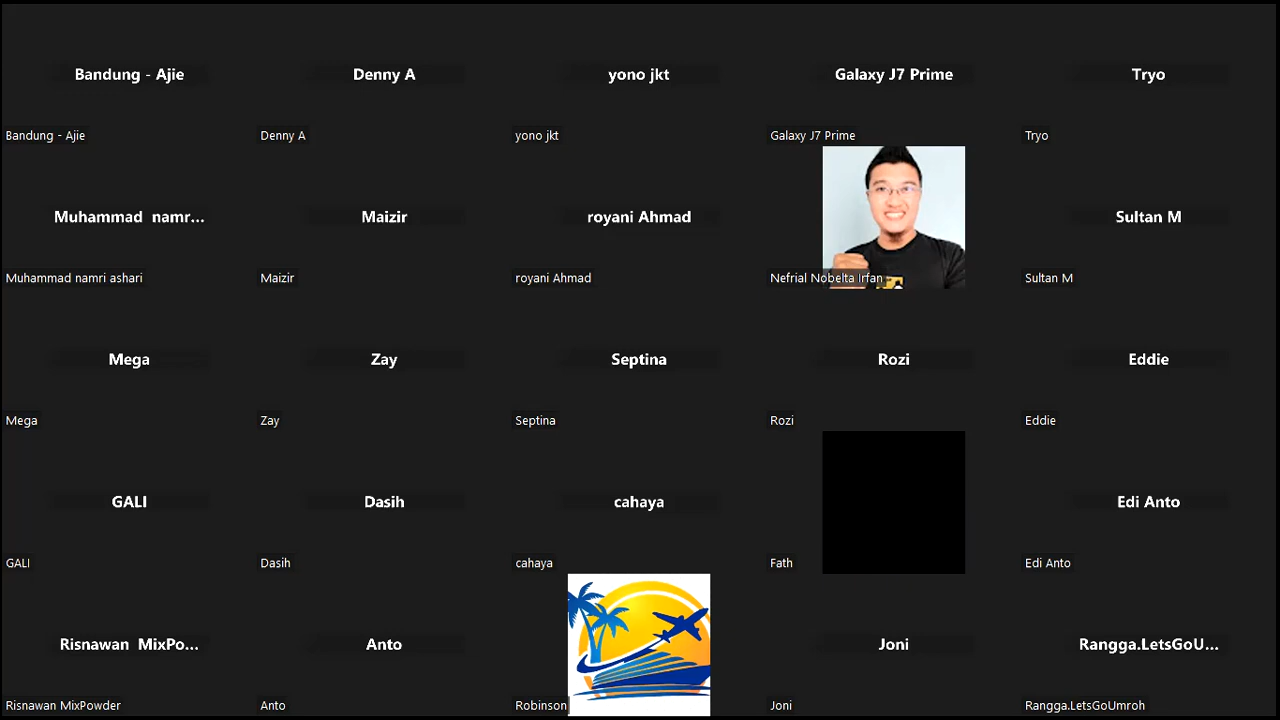 Bandung - Ajie
Denny A
yono jkt
Galaxy J7 Prime
Tryo
Bandung - Ajie
Denny A
yono jkt
Galaxy J7 Prime
Tryo
Muhammad namr...
Maizir
royani Ahmad
Sultan M
Muhammad namri ashari
Maizir
royani Ahmad
Nefrial Nobelta Irfan
Sultan M
Mega
Zay
Septina
Rozi
Eddie
Mega
Zay
Septina
Rozi
Eddie
GALI
Dasih
cahaya
Edi Anto
GALI
Dasih
cahaya
Fath
Edi Anto
Risnawan MixPo...
Anto
Joni
Rangga.LetsGoU...
Risnawan MixPowder
Anto
Robinson
Joni
Rangga.LetsGoUmroh